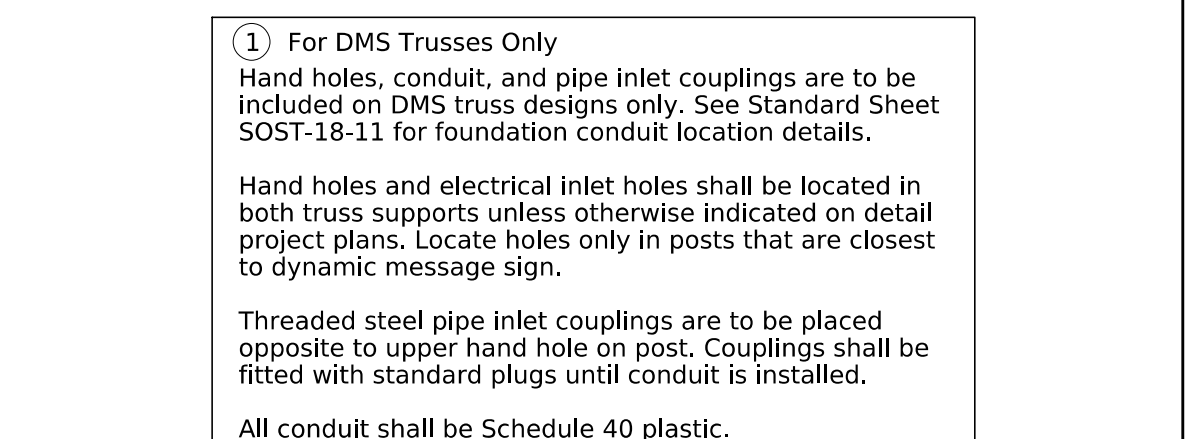 ① For DMS Trusses Only
Hand holes, conduit, and pipe inlet couplings are to be
included on DMS truss designs only. See Standard Sheet
SOST-18-11 for foundation conduit location details.
Hand holes and electrical inlet holes shall be located in
both truss supports unless otherwise indicated on detail
project plans. Locate holes only in posts that are closest
to dynamic message sign.
Threaded steel pipe inlet couplings are to be placed
opposite to upper hand hole on post. Couplings shall be
fitted with standard plugs until conduit is installed.
All conduit shall be Schedule 40 plastic.